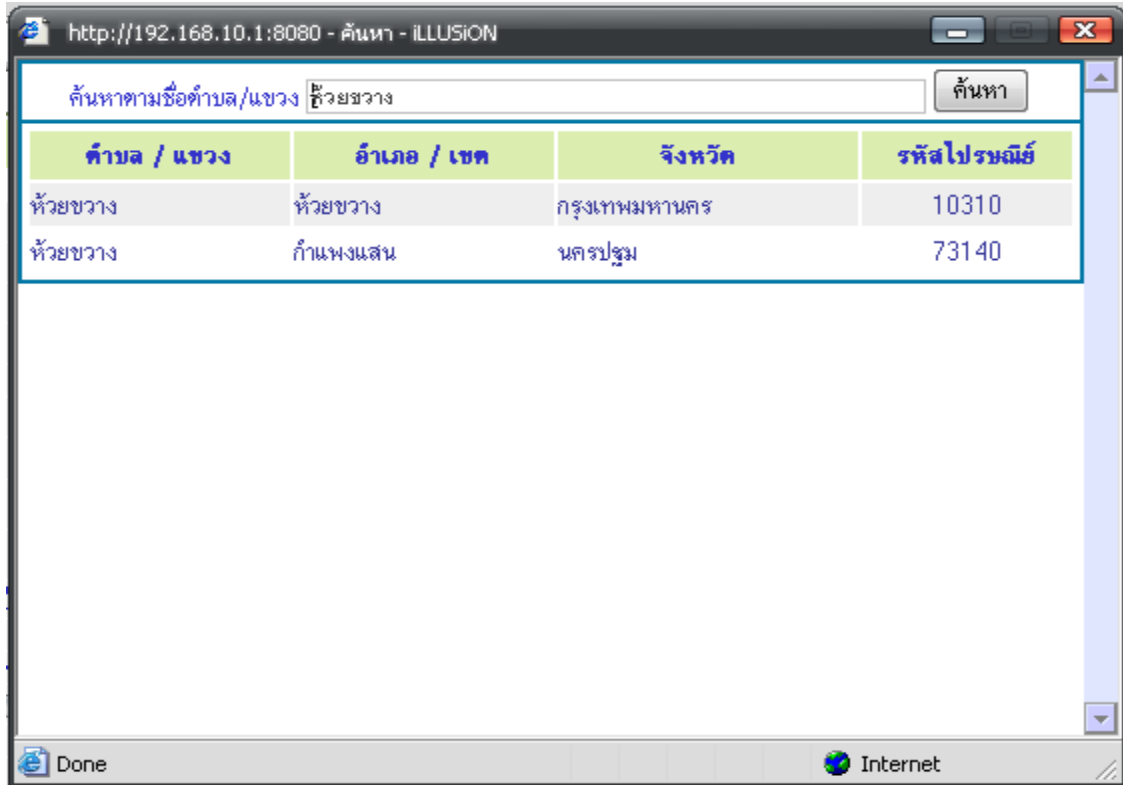 http://192.168.10.1:8080 - ค้นหา - iLLUSiON
ค้นหาตามชื่อตำบล/แขวง ห้วยขวาง ค้นหา
ตำบล / แขวง อำเภอ / เขต จังหวัด รหัสไปรษณีย์
ห้วยขวาง ห้วยขวาง กรุงเทพมหานคร 10310
ห้วยขวาง กำแพงแสน นครปฐม 73140
Done Internet